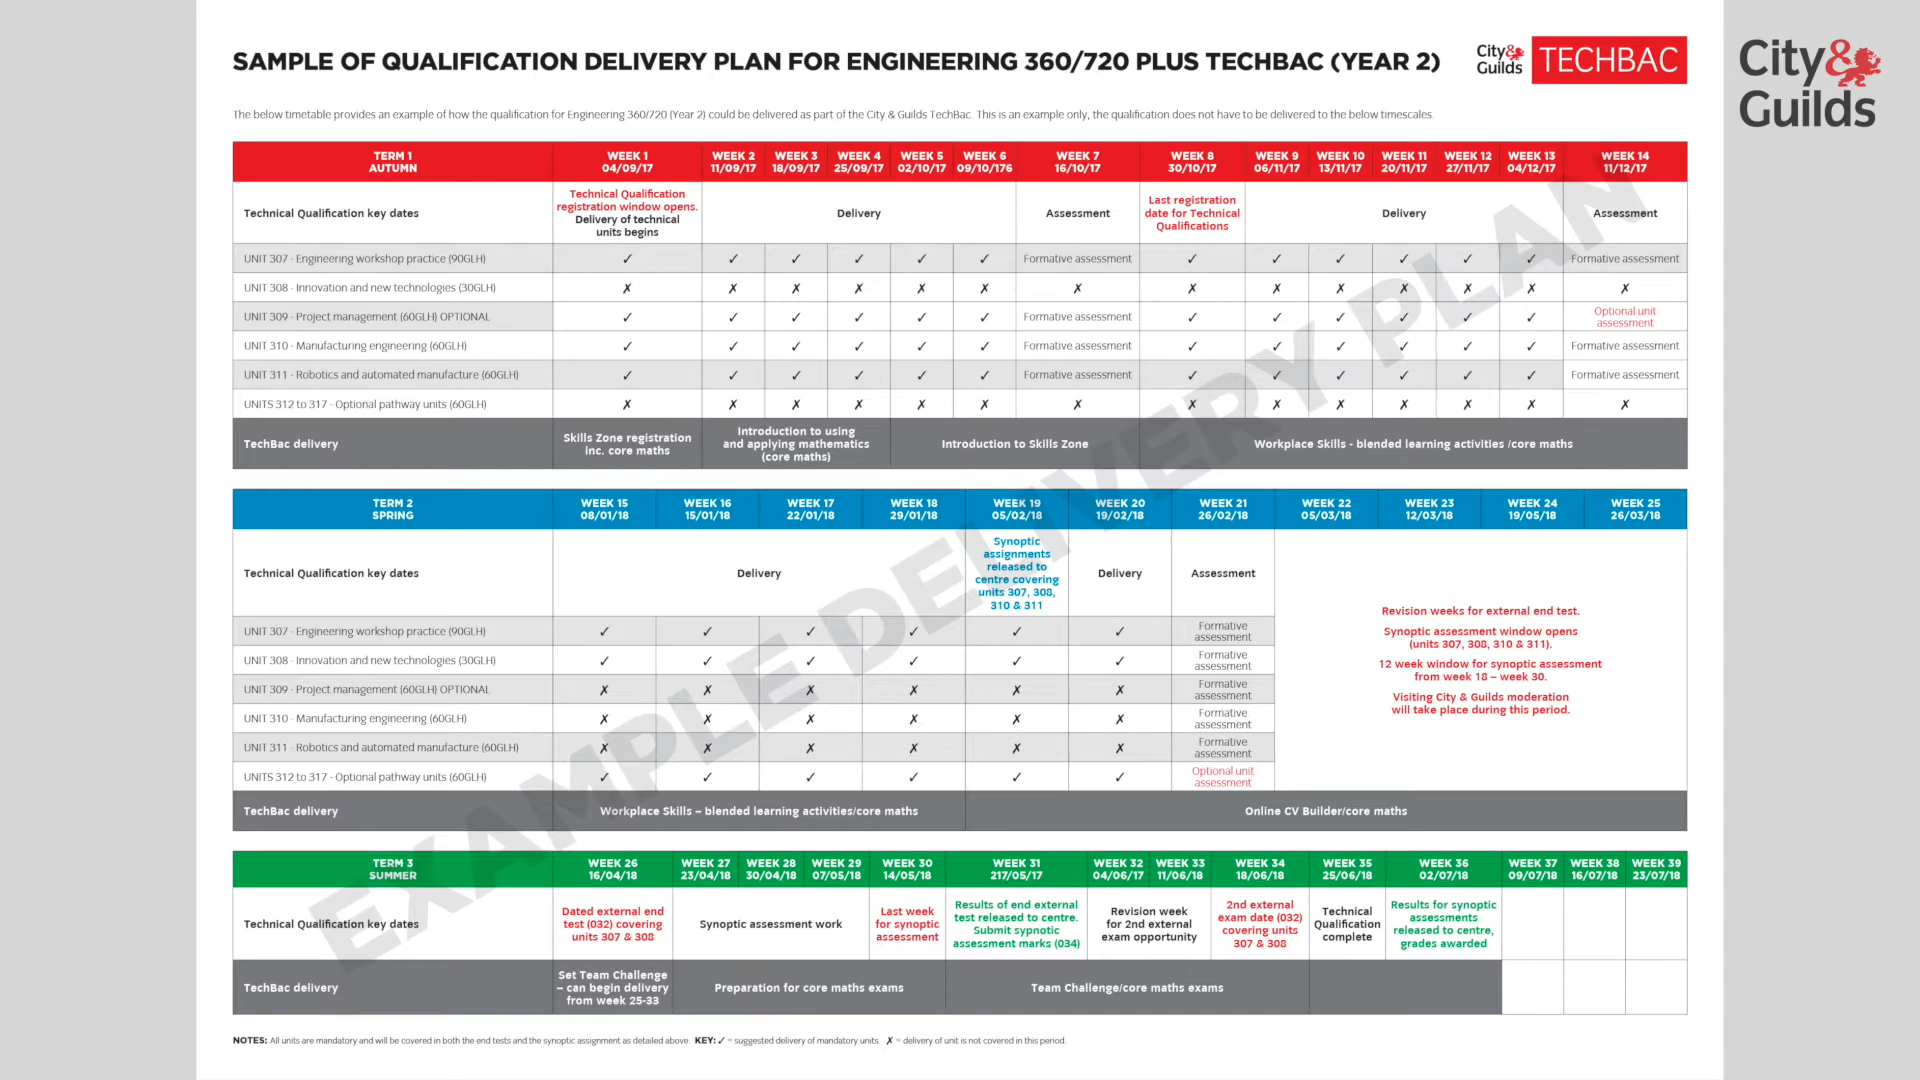 SAMPLE OF QUALIFICATION DELIVERY PLAN FOR ENGINEERING 360/720 PLUS TECHBAC (YEAR 2)
City& Guilds
TECHBAC
City& Guilds
The below timetable provides an example of how the qualification for Engineering 360/720 (Year 2) could be delivered as part of the City & Guilds TechBac. This is an example only, the qualification does not have to be delivered to the below timescales.
TERM 1 AUTUMN | WEEK 1 04/09/17 | WEEK 2 11/09/17 | WEEK 3 18/09/17 | WEEK 4 25/09/17 | WEEK 5 02/10/17 | WEEK 6 09/10/176 | WEEK 7 16/10/17 | WEEK 8 30/10/17 | WEEK 9 06/11/17 | WEEK 10 13/11/17 | WEEK 11 20/11/17 | WEEK 12 27/11/17 | WEEK 13 04/12/17 | WEEK 14 11/12/17
Technical Qualification key dates | Technical Qualification registration window opens. Delivery of technical units begins | Delivery | Assessment | Last registration date for Technical Qualifications | Delivery | Assessment
UNIT 307 - Engineering workshop practice (90GLH) | ✓ | ✓ | ✓ | ✓ | ✓ | ✓ | Formative assessment | ✓ | ✓ | ✓ | ✓ | ✓ | ✓ | Formative assessment
UNIT 308 - Innovation and new technologies (30GLH) | ✗ | ✗ | ✗ | ✗ | ✗ | ✗ | ✗ | ✗ | ✗ | ✗ | ✗ | ✗ | ✗ | ✗
UNIT 309 - Project management (60GLH) OPTIONAL | ✓ | ✓ | ✓ | ✓ | ✓ | ✓ | Formative assessment | ✓ | ✓ | ✓ | ✓ | ✓ | ✓ | Optional unit assessment
UNIT 310 - Manufacturing engineering (60GLH) | ✓ | ✓ | ✓ | ✓ | ✓ | ✓ | Formative assessment | ✓ | ✓ | ✓ | ✓ | ✓ | ✓ | Formative assessment
UNIT 311 - Robotics and automated manufacture (60GLH) | ✓ | ✓ | ✓ | ✓ | ✓ | ✓ | Formative assessment | ✓ | ✓ | ✓ | ✓ | ✓ | ✓ | Formative assessment
UNITS 312 to 317 - Optional pathway units (60GLH) | ✗ | ✗ | ✗ | ✗ | ✗ | ✗ | ✗ | ✗ | ✗ | ✗ | ✗ | ✗ | ✗ | ✗
TechBac delivery | Skills Zone registration inc. core maths | Introduction to using and applying mathematics (core maths) | Introduction to Skills Zone | Workplace Skills - blended learning activities /core maths
TERM 2 SPRING | WEEK 15 08/01/18 | WEEK 16 15/01/18 | WEEK 17 22/01/18 | WEEK 18 29/01/18 | WEEK 19 05/02/18 | WEEK 20 19/02/18 | WEEK 21 26/02/18 | WEEK 22 05/03/18 | WEEK 23 12/03/18 | WEEK 24 19/05/18 | WEEK 25 26/03/18
Technical Qualification key dates | Delivery | Synoptic assignments released to centre covering units 307, 308, 310 & 311 | Delivery | Assessment
Revision weeks for external end test.
Synoptic assessment window opens (units 307, 308, 310 & 311).
12 week window for synoptic assessment from week 18 – week 30.
Visiting City & Guilds moderation will take place during this period.
UNIT 307 - Engineering workshop practice (90GLH) | ✓ | ✓ | ✓ | ✓ | ✓ | ✓ | Formative assessment
UNIT 308 - Innovation and new technologies (30GLH) | ✓ | ✓ | ✓ | ✓ | ✓ | ✓ | Formative assessment
UNIT 309 - Project management (60GLH) OPTIONAL | ✗ | ✗ | ✗ | ✗ | ✗ | ✗ | Formative assessment
UNIT 310 - Manufacturing engineering (60GLH) | ✗ | ✗ | ✗ | ✗ | ✗ | ✗ | Formative assessment
UNIT 311 - Robotics and automated manufacture (60GLH) | ✗ | ✗ | ✗ | ✗ | ✗ | ✗ | Formative assessment
UNITS 312 to 317 - Optional pathway units (60GLH) | ✓ | ✓ | ✓ | ✓ | ✓ | ✓ | Optional unit assessment
TechBac delivery | Workplace Skills – blended learning activities/core maths | Online CV Builder/core maths
TERM 3 SUMMER | WEEK 26 16/04/18 | WEEK 27 23/04/18 | WEEK 28 30/04/18 | WEEK 29 07/05/18 | WEEK 30 14/05/18 | WEEK 31 217/05/17 | WEEK 32 04/06/17 | WEEK 33 11/06/18 | WEEK 34 18/06/18 | WEEK 35 25/06/18 | WEEK 36 02/07/18 | WEEK 37 09/07/18 | WEEK 38 16/07/18 | WEEK 39 23/07/18
Technical Qualification key dates | Dated external end test (032) covering units 307 & 308 | Synoptic assessment work | Last week for synoptic assessment | Results of end external test released to centre. Submit sypnotic assessment marks (034) | Revision week for 2nd external exam opportunity | 2nd external exam date (032) covering units 307 & 308 | Technical Qualification complete | Results for synoptic assessments released to centre, grades awarded
TechBac delivery | Set Team Challenge – can begin delivery from week 25-33 | Preparation for core maths exams | Team Challenge/core maths exams
NOTES: All units are mandatory and will be covered in both the end tests and the synoptic assignment as detailed above. KEY: ✓ = suggested delivery of mandatory units. ✗ = delivery of unit is not covered in this period.
EXAMPLE DELIVERY PLAN